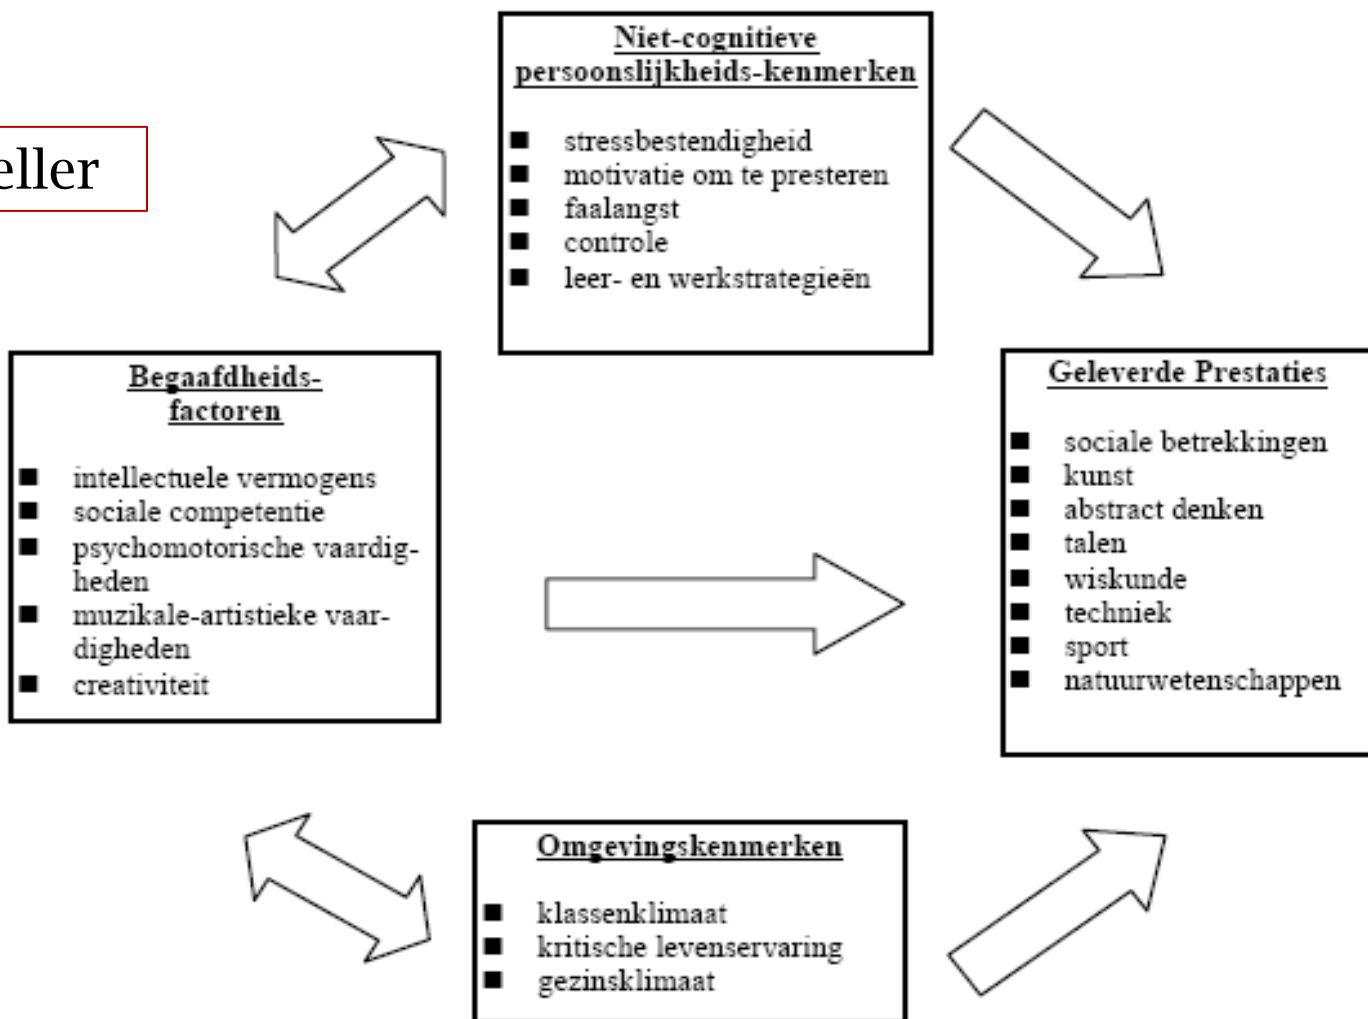 Niet-cognitieve
persoonslijkheids-kenmerken
■ stressbestendigheid
■ motivatie om te presteren
■ faalangst
■ controle
■ leer- en werkstrategieën
eller
Begaafdheids-
factoren
■ intellectuele vermogens
■ sociale competentie
■ psychomotorische vaardig-
heden
■ muzikale-artistieke vaar-
digheden
■ creativiteit
Geleverde Prestaties
■ sociale betrekkingen
■ kunst
■ abstract denken
■ talen
■ wiskunde
■ techniek
■ sport
■ natuurwetenschappen
Omgevingskenmerken
■ klassenklimaat
■ kritische levenservaring
■ gezinsklimaat